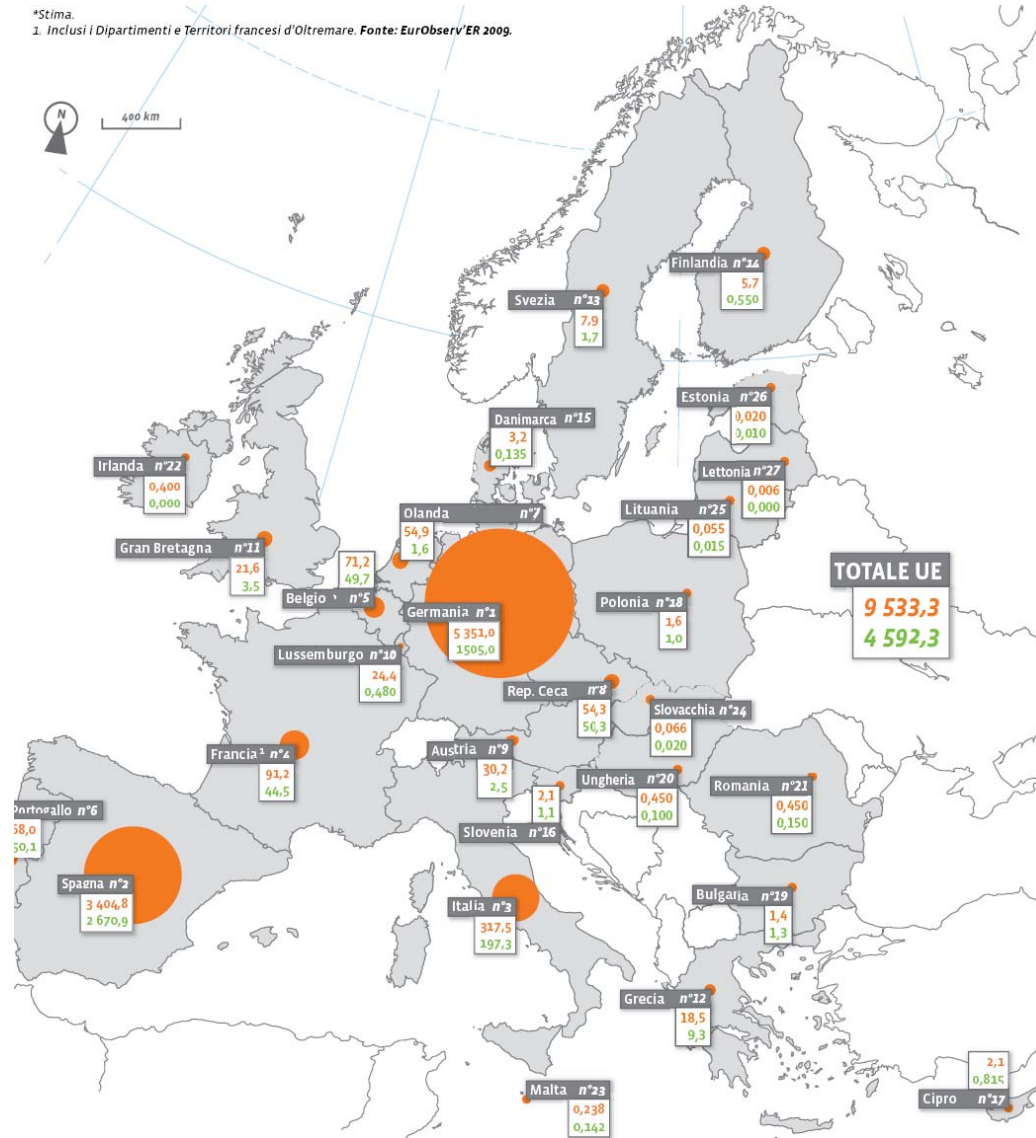 *Stima.
1. Inclusi i Dipartimenti e Territori francesi d'Oltremare. Fonte: EurObserv'ER 2009.
N
400 km
Finlandia n°14
5,7
0,550
Svezia n°13
7,9
1,7
Estonia n°26
0,020
0,010
Danimarca n°15
3,2
0,135
Irlanda n°22
0,400
0,000
Lettonia n°27
0,006
0,000
Lituania n°25
0,055
0,015
Olanda n°7
54,9
1,6
Gran Bretagna n°11
21,6
3,5
71,2
49,7
Belgio n°5
Germania n°1
5 351,0
1505,0
Polonia n°18
1,6
1,0
TOTALE UE
9 533,3
4 592,3
Lussemburgo n°10
24,4
0,480
Rep. Ceca n°8
54,3
50,3
Slovacchia n°24
0,066
0,020
Francia¹ n°4
91,2
44,5
Austria n°9
30,2
2,5
Ungheria n°20
0,450
0,100
Romania n°21
0,450
0,150
2,1
1,1
Slovenia n°16
Portogallo n°6
68,0
50,1
Spagna n°2
3 404,8
2 670,9
Italia n°3
317,5
197,3
Bulgaria n°19
1,4
1,3
Grecia n°12
18,5
9,3
Malta n°23
0,238
0,142
2,1
0,815
Cipro n°17